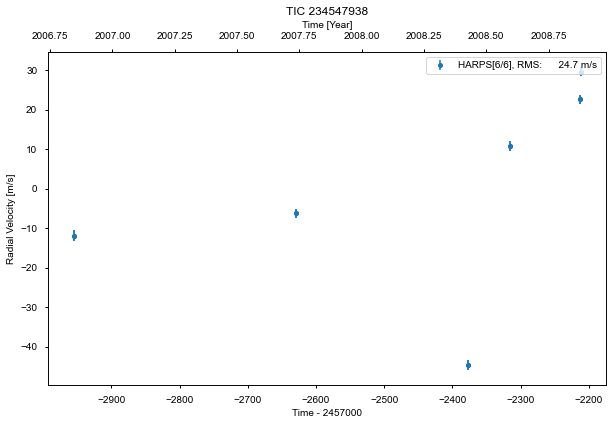 TIC 234547938
Time [Year]
2006.75 2007.00 2007.25 2007.50 2007.75 2008.00 2008.25 2008.50 2008.75
HARPS[6/6], RMS: 24.7 m/s
30
20
10
0
−10
−20
−30
−40
Radial Velocity [m/s]
−2900 −2800 −2700 −2600 −2500 −2400 −2300 −2200
Time - 2457000